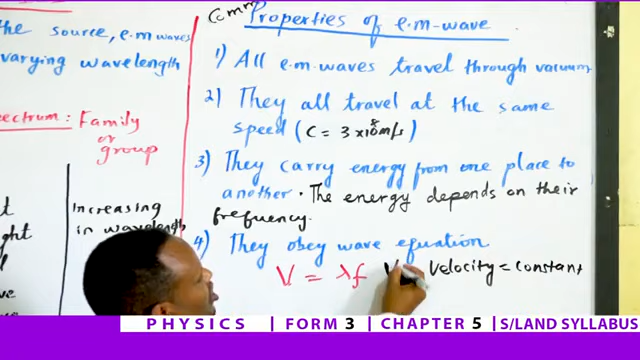 the source, e.m waves
varying wavelength
spectrum: Family
or
group
Increasing
in wavelength
Properties of e.m-wave
1) All e.m waves travel through vacuum
2) They all travel at the same
speed (C = 3 x10⁸m/s)
3) They carry energy from one place to
another. The energy depends on their
frefuency.
4) They obey wave equation
V = λf V Velocity = constant
PHYSICS | FORM 3 | CHAPTER 5 | S/LAND SYLLABUS